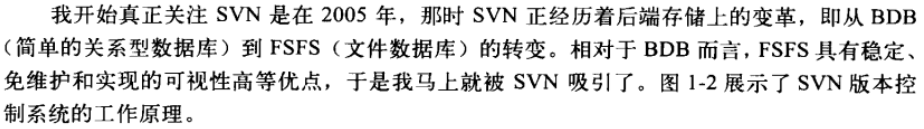 我开始真正关注 SVN 是在 2005 年，那时 SVN 正经历着后端存储上的变革，即从 BDB
（简单的关系型数据库）到 FSFS（文件数据库）的转变。相对于 BDB 而言，FSFS 具有稳定、
免维护和实现的可视性高等优点，于是我马上就被 SVN 吸引了。图 1-2 展示了 SVN 版本控
制系统的工作原理。